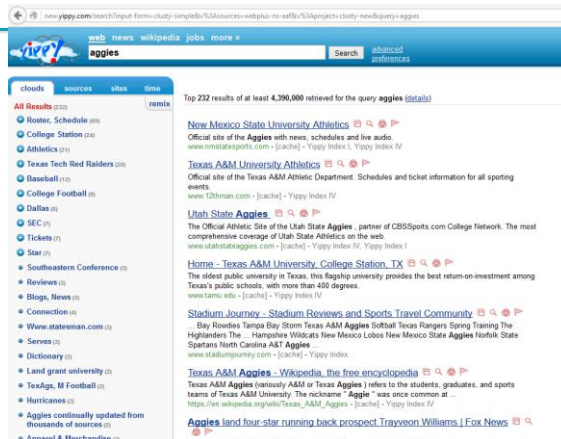 new.yippy.com/search?input-form=clusty-simple&v%3Asources=webplus-ns-aaf&v%3Aproject=clusty-new&query=aggies
yippy!
web news wikipedia jobs more »
aggies
Search
advanced
preferences
clouds sources sites time
remix
All Results (232)
Roster, Schedule (69)
College Station (24)
Athletics (21)
Texas Tech Red Raiders (20)
Baseball (12)
College Football (9)
Dallas (8)
SEC (7)
Tickets (7)
Star (7)
Southeastern Conference (3)
Reviews (3)
Blogs, News (3)
Connection (4)
Www.statesman.com (3)
Serves (3)
Dictionary (2)
Land grant university (2)
TexAgs, M Football (2)
Hurricanes (2)
Aggies continually updated from
thousands of sources (2)
Apparel & Merchandise (2)
Top 232 results of at least 4,390,000 retrieved for the query aggies (details)
New Mexico State University Athletics
Official site of the Aggies with news, schedules and live audio.
www.nmstatesports.com - [cache] - Yippy Index I, Yippy Index IV
Texas A&M University Athletics
Official site of the Texas A&M Athletic Department. Schedules and ticket information for all sporting
events.
www.12thman.com - [cache] - Yippy Index IV
Utah State Aggies
The Official Athletic Site of the Utah State Aggies , partner of CBSSports.com College Network. The most
comprehensive coverage of Utah State Athletics on the web.
www.utahstateaggies.com - [cache] - Yippy Index IV, Yippy Index I
Home - Texas A&M University, College Station, TX
The oldest public university in Texas, this flagship university provides the best return-on-investment among
Texas's public schools, with more than 400 degrees.
www.tamu.edu - [cache] - Yippy Index IV
Stadium Journey - Stadium Reviews and Sports Travel Community
... Bay Rowdies Tampa Bay Storm Texas A&M Aggies Softball Texas Rangers Spring Training The
Highlanders The ... Hampshire Wildcats New Mexico Lobos New Mexico State Aggies Norfolk State
Spartans North Carolina A&T Aggies ...
www.stadiumjourney.com - [cache] - Yippy Index
Texas A&M Aggies - Wikipedia, the free encyclopedia
Texas A&M Aggies (variously A&M or Texas Aggies ) refers to the students, graduates, and sports
teams of Texas A&M University. The nickname " Aggie " was once common at ...
https://en.wikipedia.org/wiki/Texas_A&M_Aggies - [cache] - Yippy Index IV
Aggies land four-star running back prospect Trayveon Williams | Fox News